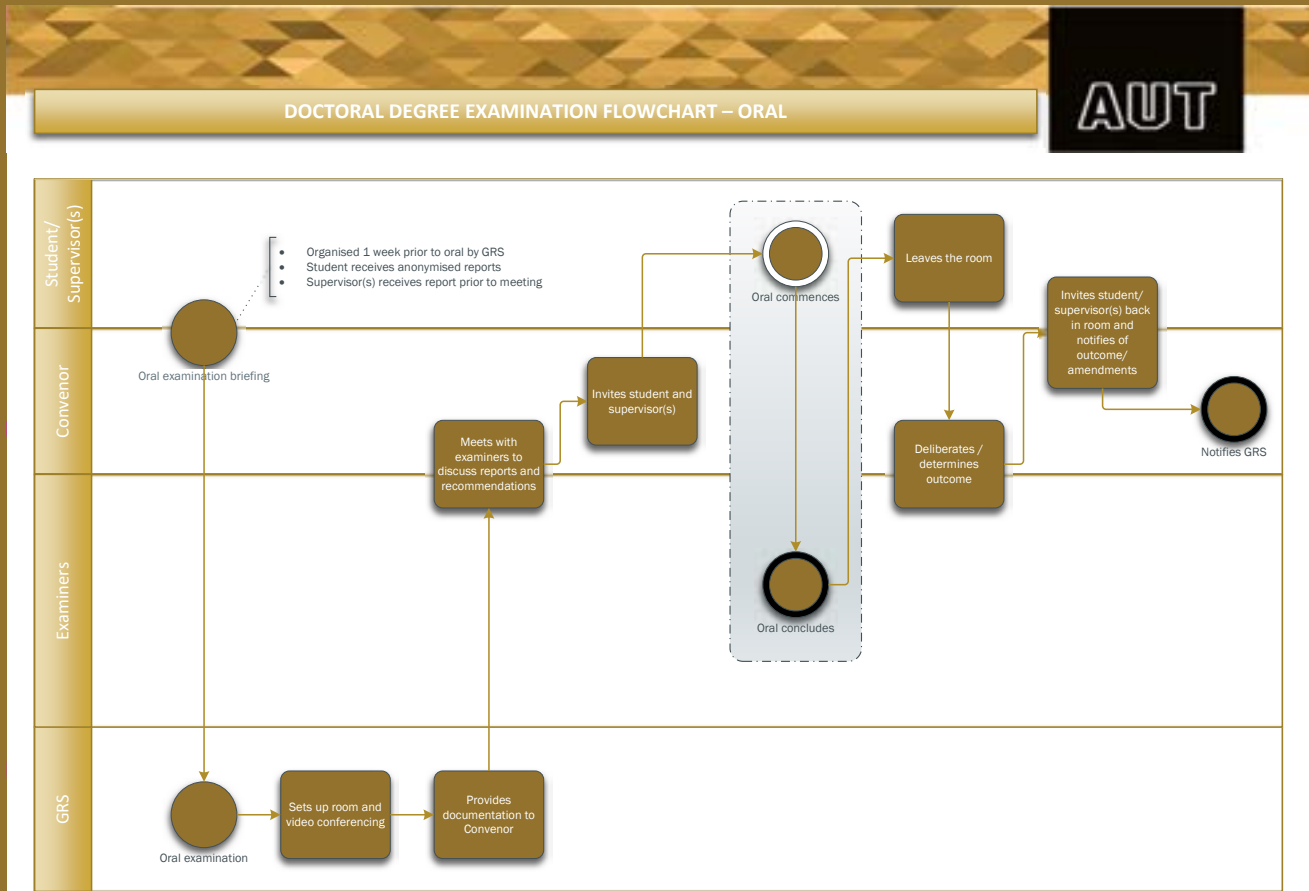 AUT
DOCTORAL DEGREE EXAMINATION FLOWCHART – ORAL
Student/
Supervisor(s)
• Organised 1 week prior to oral by GRS
• Student receives anonymised reports
• Supervisor(s) receives report prior to meeting
Oral commences
Leaves the room
Invites student/
supervisor(s) back
in room and
notifies of
outcome/
amendments
Convenor
Oral examination briefing
Invites student and
supervisor(s)
Meets with
examiners to
discuss reports and
recommendations
Deliberates /
determines
outcome
Notifies GRS
Examiners
Oral concludes
GRS
Oral examination
Sets up room and
video conferencing
Provides
documentation to
Convenor